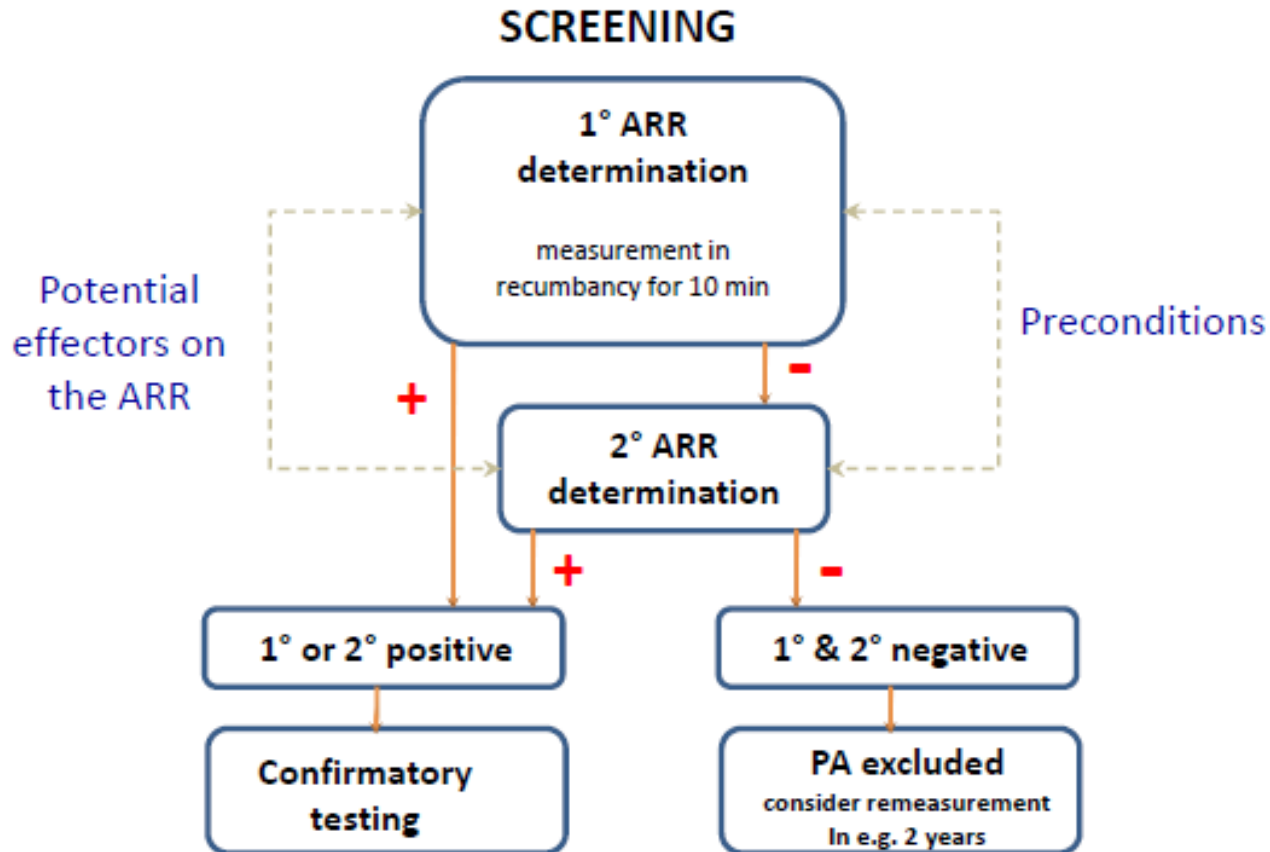 SCREENING
1° ARR
determination
measurement in
recumbancy for 10 min
Potential
effectors on
the ARR
Preconditions
+
-
2° ARR
determination
+
-
1° or 2° positive
1° & 2° negative
Confirmatory
testing
PA excluded
consider remeasurement
In e.g. 2 years